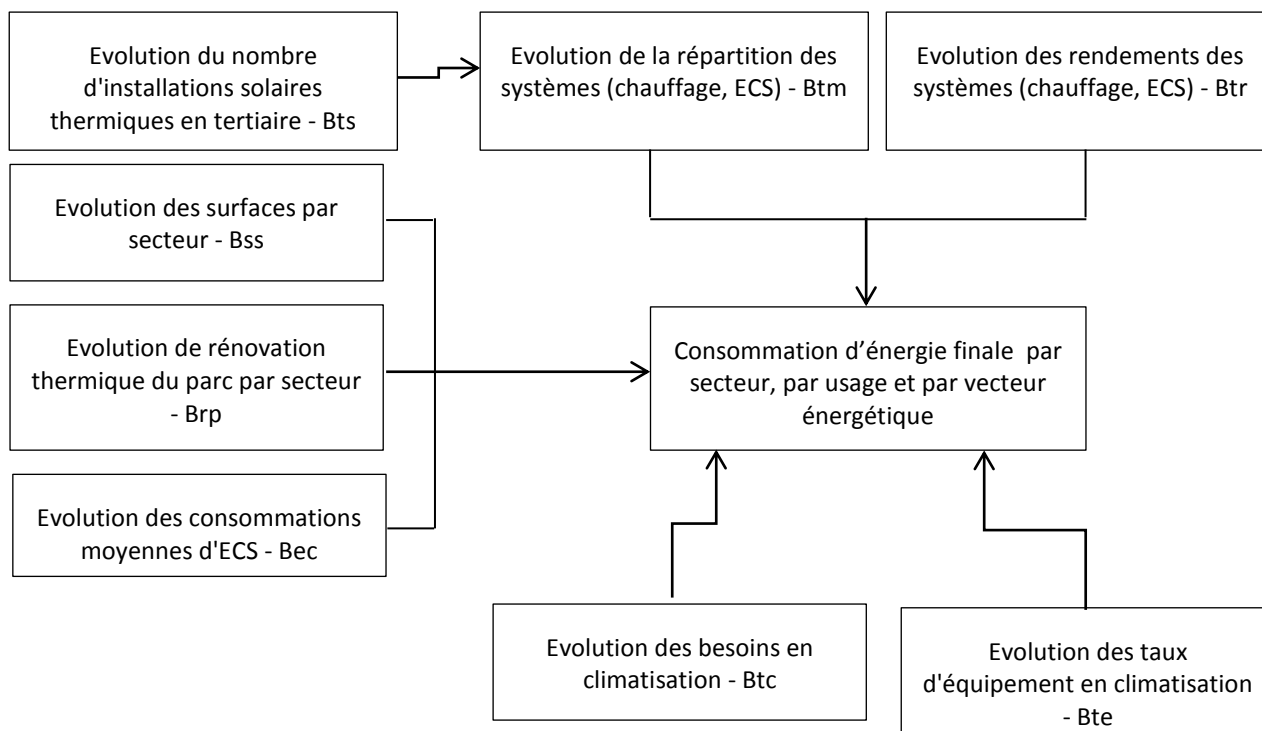 Evolution du nombre
d'installations solaires
thermiques en tertiaire - Bts
Evolution de la répartition des
systèmes (chauffage, ECS) - Btm
Evolution des rendements des
systèmes (chauffage, ECS) - Btr
Evolution des surfaces par
secteur - Bss
Evolution de rénovation
thermique du parc par secteur
- Brp
Consommation d’énergie finale par
secteur, par usage et par vecteur
énergétique
Evolution des consommations
moyennes d'ECS - Bec
Evolution des besoins en
climatisation - Btc
Evolution des taux
d'équipement en climatisation
- Bte